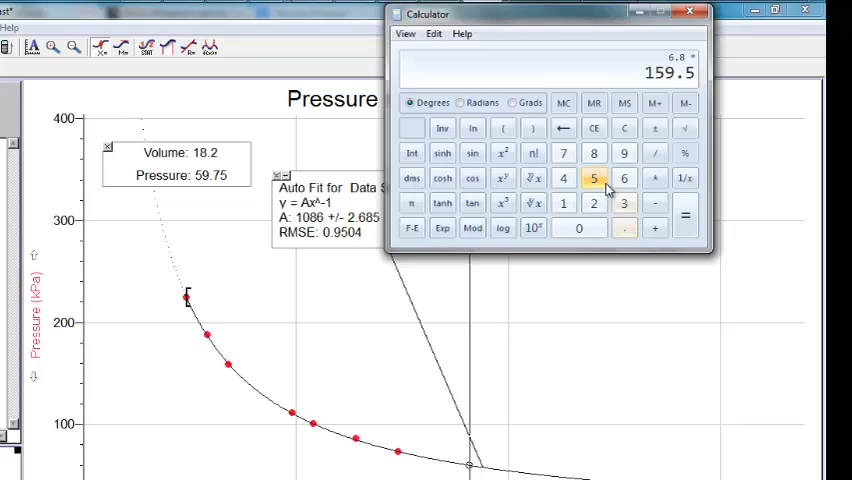 Calculator
Help
View Edit Help
6.8 *
159.5
Degrees Radians Grads MC MR MS M+ M-
Inv ln ( ) ← CE C ± √
Int sinh sin x² n! 7 8 9 / %
dms cosh cos xʸ ʸ√x 4 5 6 * 1/x
π tanh tan x³ ³√x 1 2 3 - =
F-E Exp Mod log 10ˣ 0 . +
Pressure
400
300
200
100
Pressure (kPa)
Volume: 18.2
Pressure: 59.75
Auto Fit for Data
y = Ax^-1
A: 1086 +/- 2.685
RMSE: 0.9504